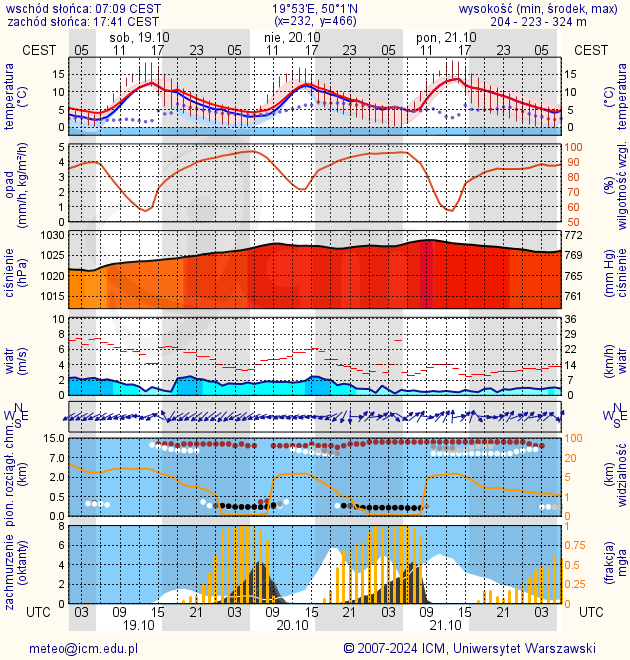 wschód słońca: 07:09 CEST 19°53'E, 50°1'N wysokość (min, środek, max)
zachód słońca: 17:41 CEST (x=232, y=466) 204 - 223 - 324 m
sob, 19.10 nie, 20.10 pon, 21.10
CEST 05 11 17 23 05 11 17 23 05 11 17 23 05 CEST
temperatura (°C)
15
10
5
0
temperatura (°C)
15
10
5
0
opad (mm/h, kg/m²/h)
5
4
3
2
1
0
wilgotność wzgl. (%)
100
90
80
70
60
50
ciśnienie (hPa)
1030
1025
1020
1015
ciśnienie (mm Hg)
772
769
765
761
wiatr (m/s)
10
8
6
4
2
0
wiatr (km/h)
36
29
22
14
7
0
N
W E
S
N
W E
S
pion. rozciągł. chm. (km)
15.0
7.0
2.0
0.5
0.0
widzialność (km)
100
20
5
1
0
zachmurzenie (oktanty)
8
6
4
2
0
mgła (frakcja)
1
0.75
0.5
0.25
0
UTC 03 09 15 21 03 09 15 21 03 09 15 21 03 UTC
19.10 20.10 21.10
meteo@icm.edu.pl © 2007-2024 ICM, Uniwersytet Warszawski